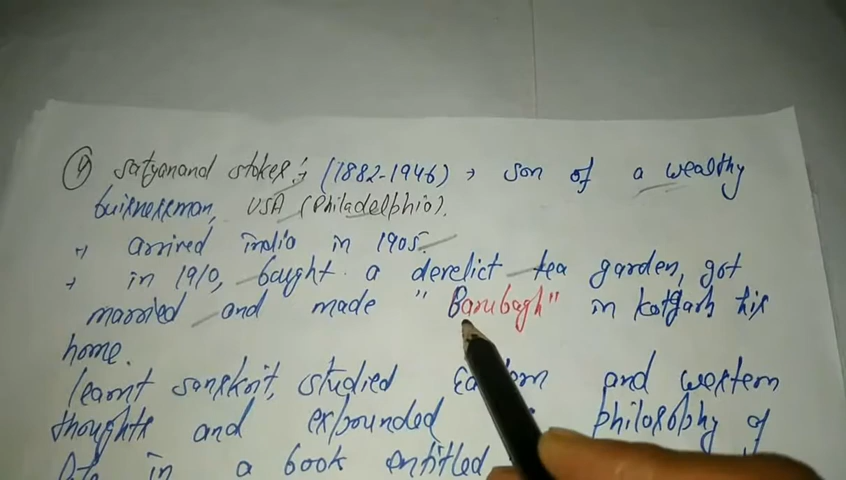 ④ satyanand stokes :- (1882-1946) → son of a wealthy
buisnessman, USA (Philadelphia).
→ arrived india in 1905.
→ in 1910, bought a derelict tea garden, got
married and made "Barubagh" in kotgarh his
home.
learnt sanskrit, studied and western
thoughts and expounded philosophy of
in a book entitled